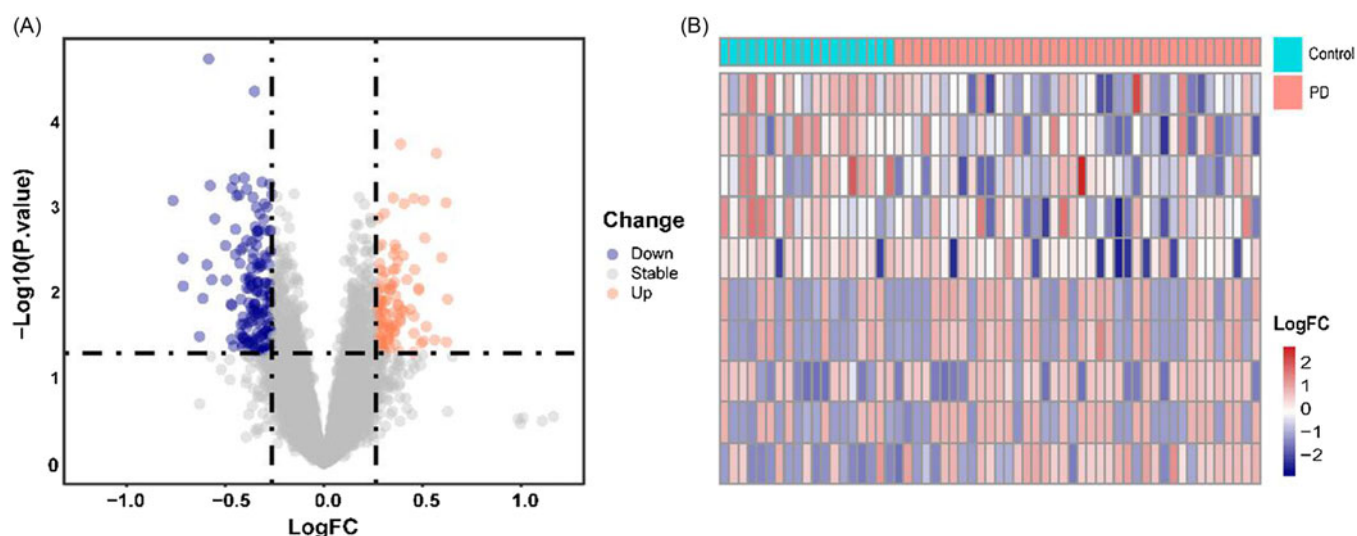 (A)
4
3
2
1
0
−Log10(P.value)
−1.0
−0.5
0.0
0.5
1.0
LogFC
Change
Down
Stable
Up
(B)
Control
PD
LogFC
2
1
0
−1
−2